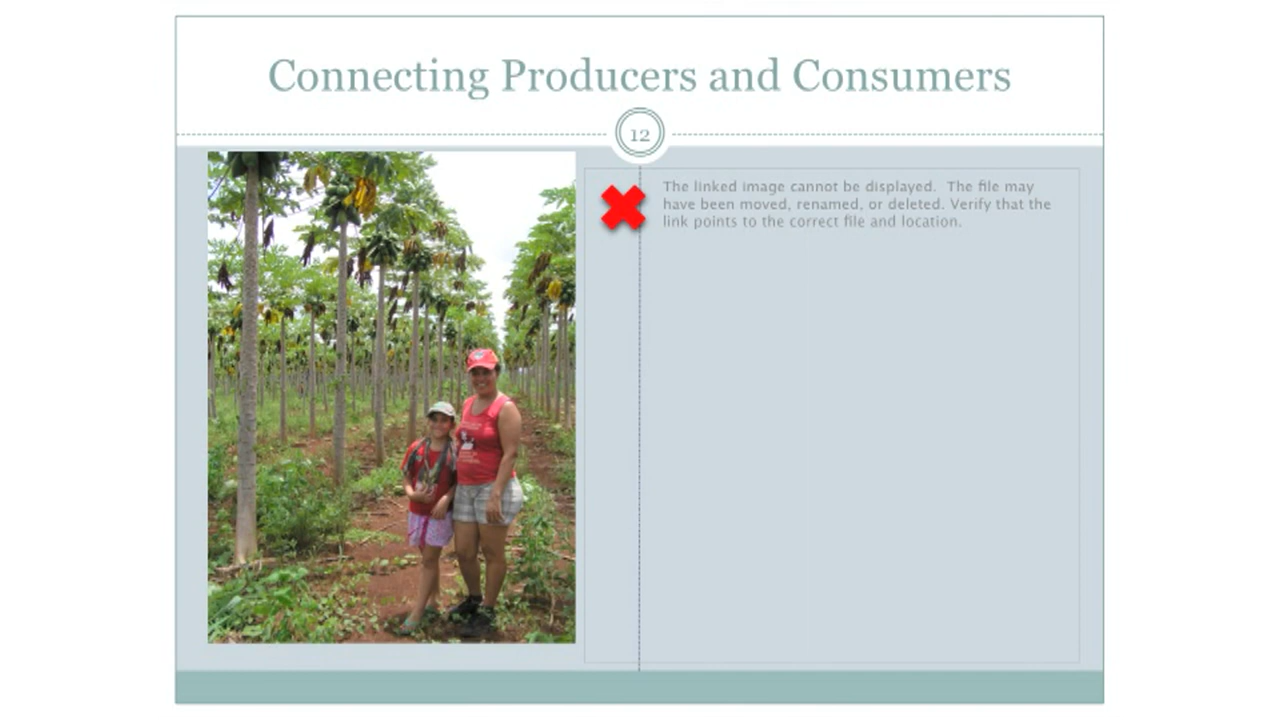 Connecting Producers and Consumers
12
The linked image cannot be displayed.  The file may
have been moved, renamed, or deleted. Verify that the
link points to the correct file and location.